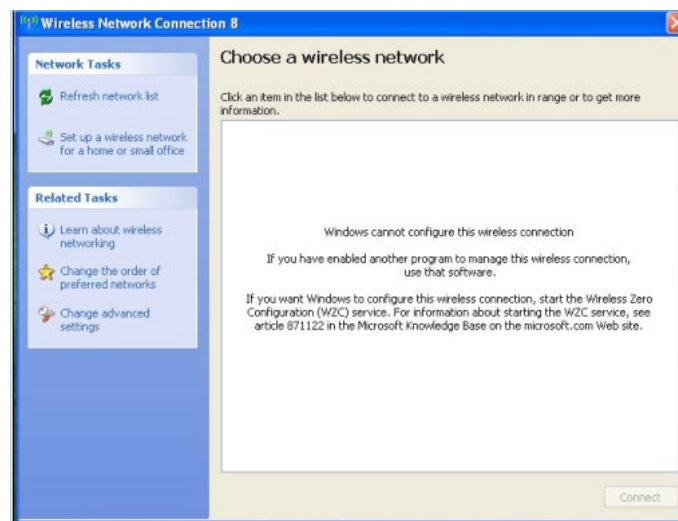 Wireless Network Connection 8
Network Tasks
Refresh network list
Set up a wireless network
for a home or small office
Related Tasks
Learn about wireless
networking
Change the order of
preferred networks
Change advanced
settings
Choose a wireless network
Click an item in the list below to connect to a wireless network in range or to get more
information.
Windows cannot configure this wireless connection
If you have enabled another program to manage this wireless connection,
use that software.
If you want Windows to configure this wireless connection, start the Wireless Zero
Configuration (WZC) service. For information about starting the WZC service, see
article 871122 in the Microsoft Knowledge Base on the microsoft.com Web site.
Connect